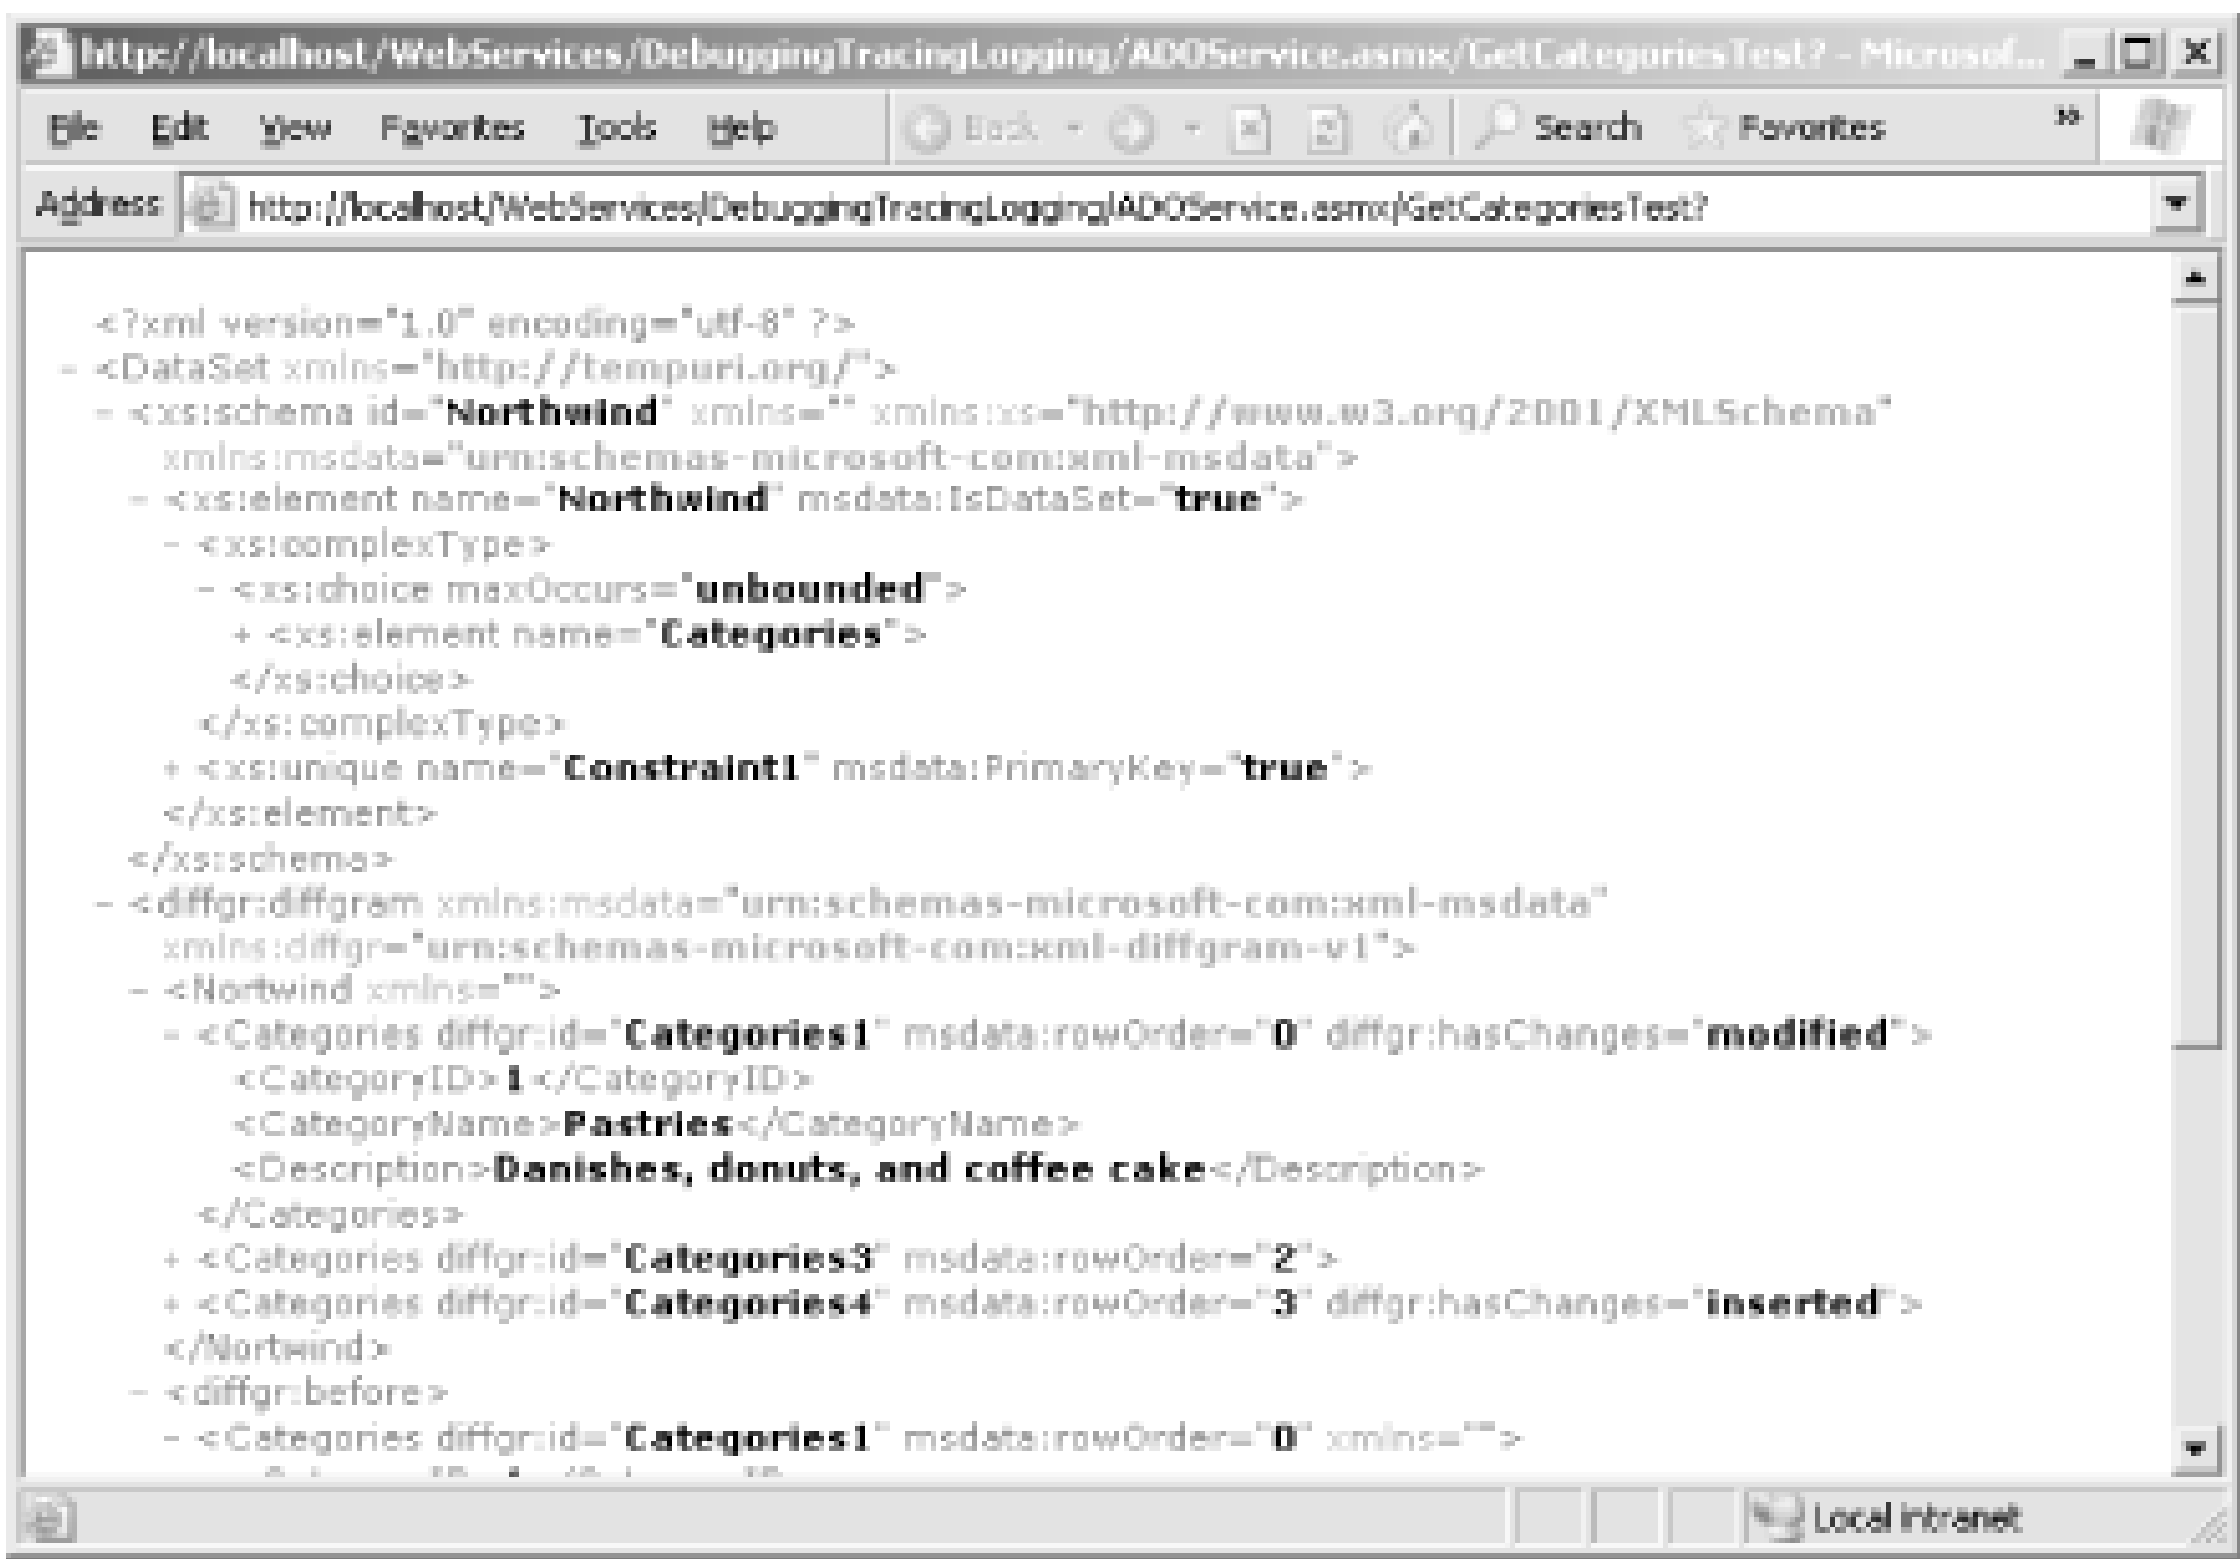 http://localhost/WebServices/DebuggingTracingLogging/ADOService.asmx/GetCategoriesTest? - Microsof...
File Edit View Favorites Tools Help Back Search Favorites »
Address http://localhost/WebServices/DebuggingTracingLogging/ADOService.asmx/GetCategoriesTest?
<?xml version="1.0" encoding="utf-8" ?>
- <DataSet xmlns="http://tempuri.org/">
- <xs:schema id="Northwind" xmlns="" xmlns:xs="http://www.w3.org/2001/XMLSchema"
xmlns:msdata="urn:schemas-microsoft-com:xml-msdata">
- <xs:element name="Northwind" msdata:IsDataSet="true">
- <xs:complexType>
- <xs:choice maxOccurs="unbounded">
+ <xs:element name="Categories">
</xs:choice>
</xs:complexType>
+ <xs:unique name="Constraint1" msdata:PrimaryKey="true">
</xs:element>
</xs:schema>
- <diffgr:diffgram xmlns:msdata="urn:schemas-microsoft-com:xml-msdata"
xmlns:diffgr="urn:schemas-microsoft-com:xml-diffgram-v1">
- <Nortwind xmlns="">
- <Categories diffgr:id="Categories1" msdata:rowOrder="0" diffgr:hasChanges="modified">
<CategoryID>1</CategoryID>
<CategoryName>Pastries</CategoryName>
<Description>Danishes, donuts, and coffee cake</Description>
</Categories>
+ <Categories diffgr:id="Categories3" msdata:rowOrder="2">
+ <Categories diffgr:id="Categories4" msdata:rowOrder="3" diffgr:hasChanges="inserted">
</Nortwind>
- <diffgr:before>
- <Categories diffgr:id="Categories1" msdata:rowOrder="0" xmlns="">
Local intranet